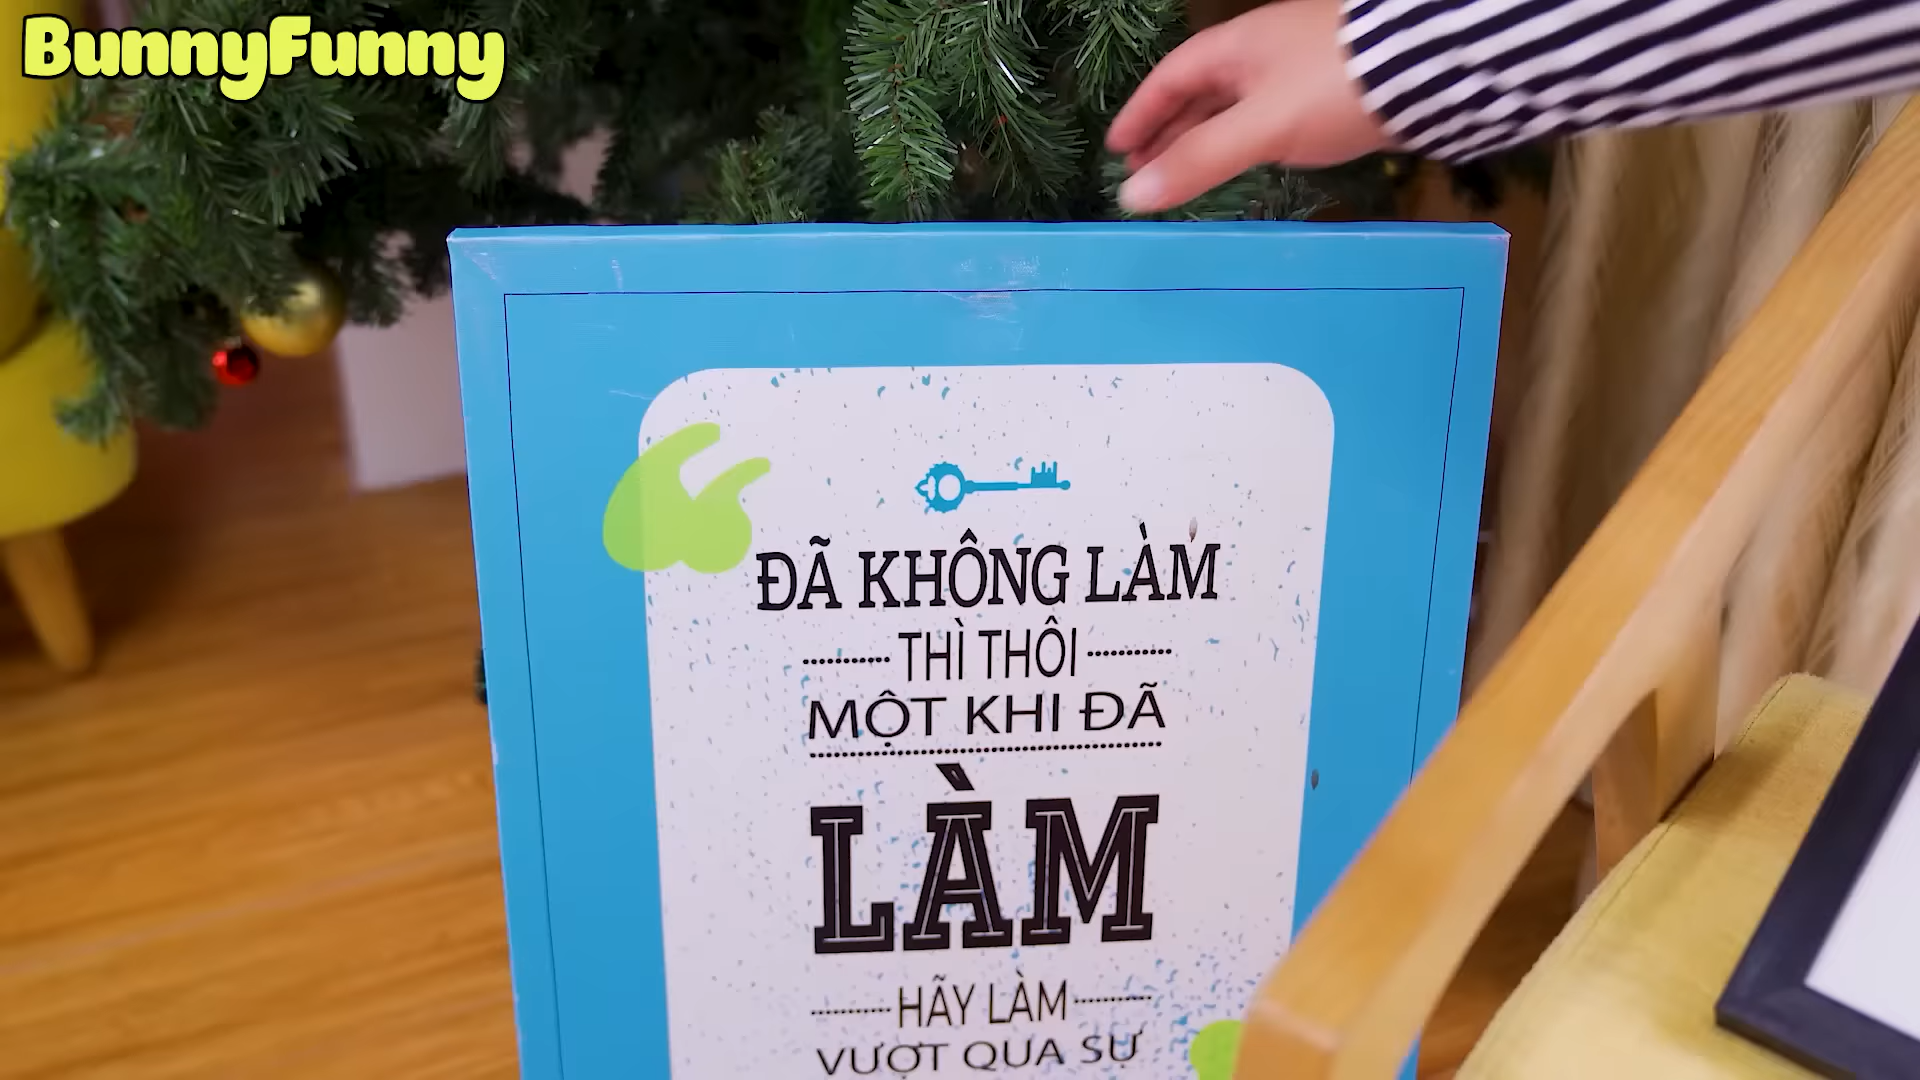 BunnyFunny
ĐÃ KHÔNG LÀM
THÌ THÔI
MỘT KHI ĐÃ
LÀM
HÃY LÀM
VƯỢT QUA SỰ